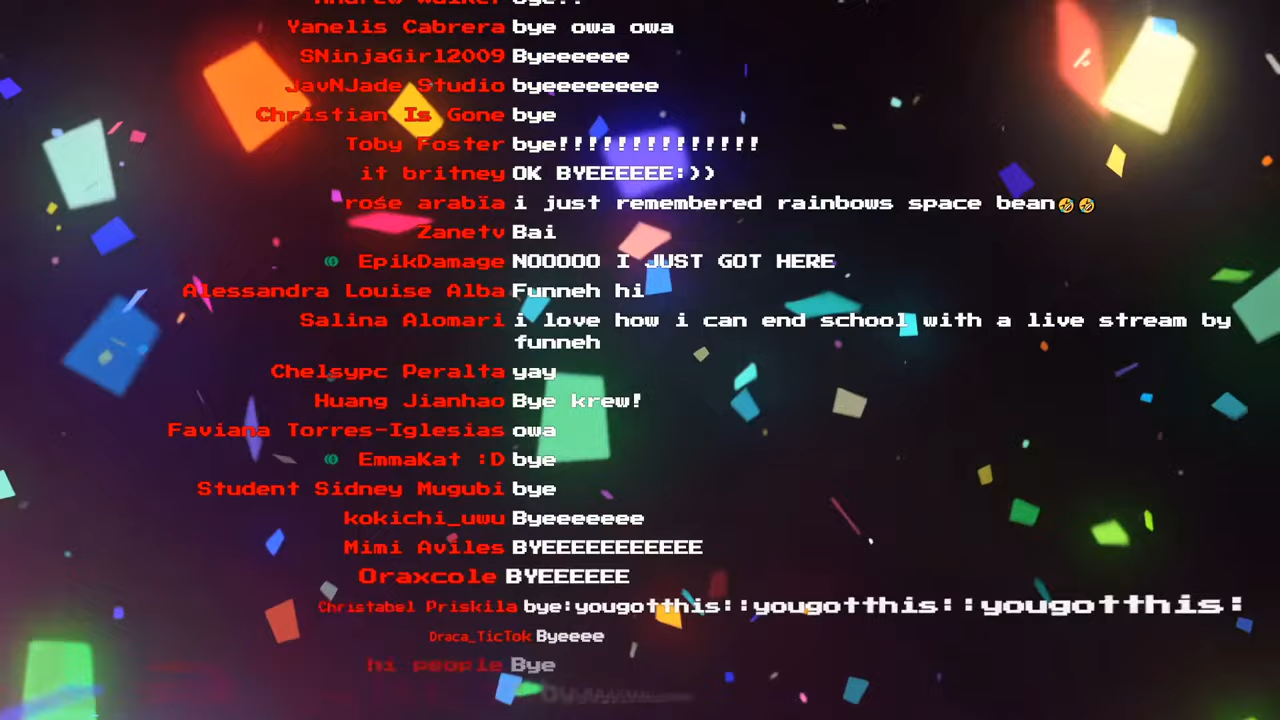 Yanelis Cabrera bye owa owa
SNinjaGirl2009 Byeeeeee
JavNJade Studio byeeeeeeee
Christian Is Gone bye
Toby Foster bye!!!!!!!!!!!!!!
it britney OK BYEEEEEE:))
rośe arabïa i just remembered rainbows space bean🤣🤣
Zanetv Bai
EpikDamage NOOOOO I JUST GOT HERE
Alessandra Louise Alba Funneh hi
Salina Alomari i love how i can end school with a live stream by
funneh
Chelsypc Peralta yay
Huang Jianhao Bye krew!
Faviana Torres-Iglesias owa
EmmaKat :D bye
Student Sidney Mugubi bye
kokichi_uwu Byeeeeeee
Mimi Aviles BYEEEEEEEEEEE
Oraxcole BYEEEEEE
Christabel Priskila bye:yougotthis::yougotthis::yougotthis:
Draca_TicTok Byeeee
hi people Bye